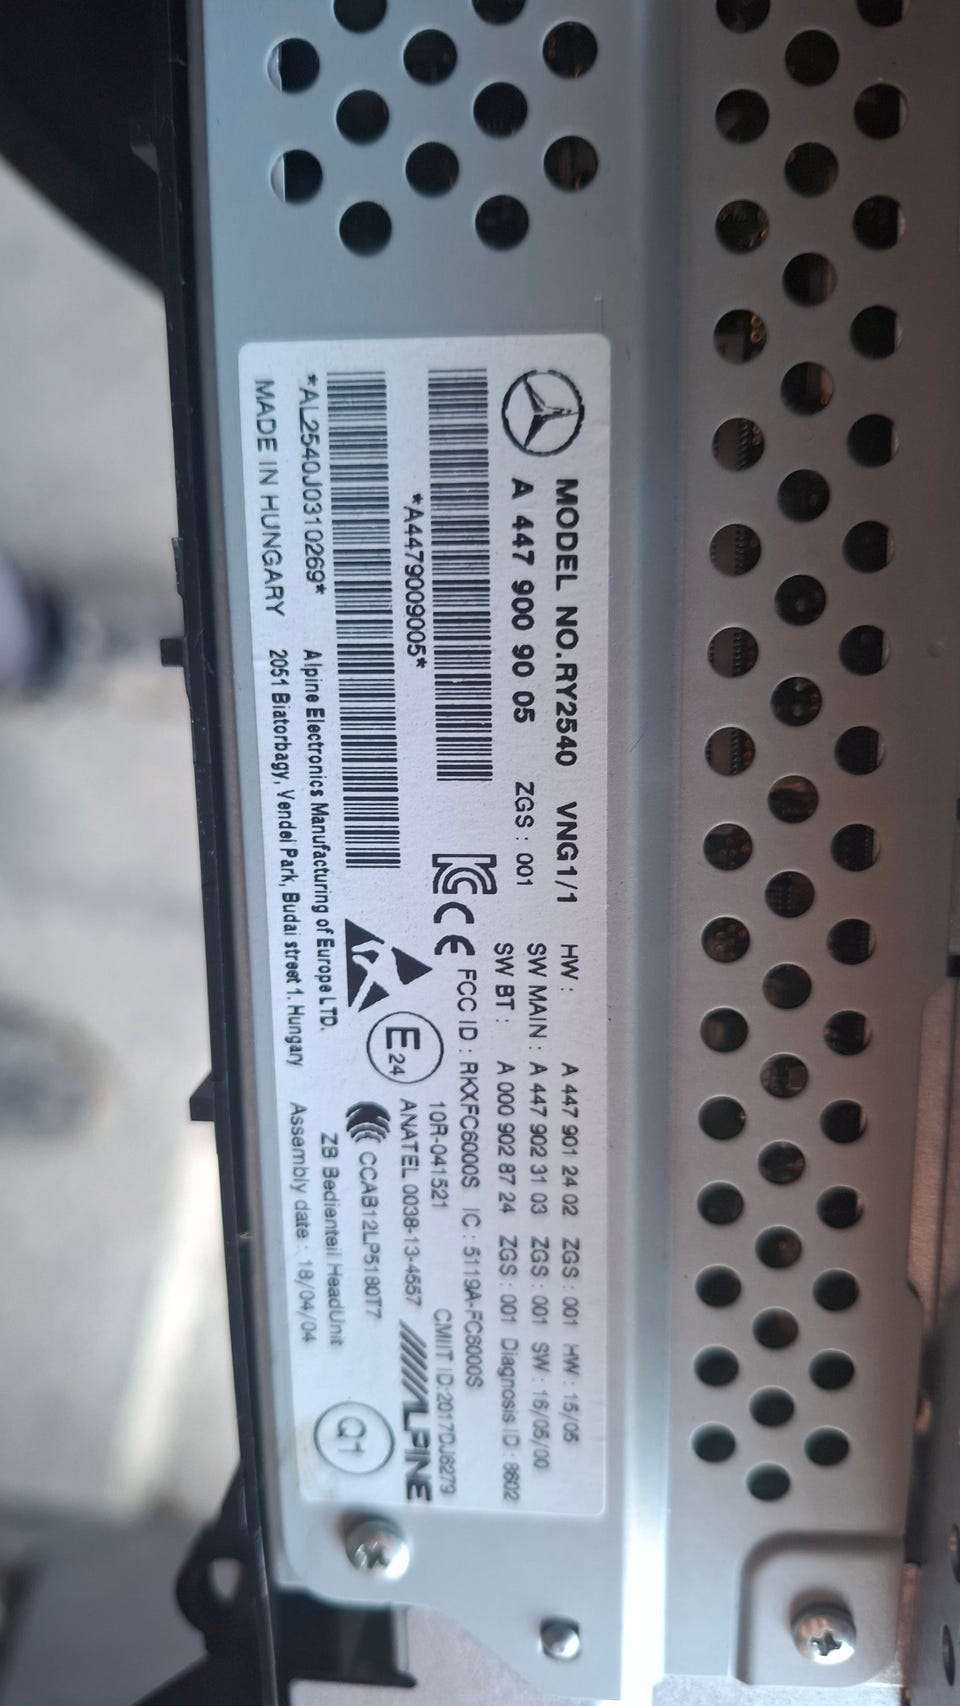 MODEL NO.RY2540 VNG1/1 HW : A 447 901 24 02 ZGS : 001 HW : 15/05
A 447 900 90 05 ZGS : 001 SW MAIN : A 447 902 31 03 ZGS : 001 SW : 16/05/00
SW BT : A 000 902 87 24 ZGS : 001 Diagnosis ID : 8602
*A4479009005*
FCC ID : RKXFC6000S IC : 5119A-FC6000S
10R-041521 CMIIT ID:2017DJ6279
E24 ANATEL 0038-13-4557 ALPINE
CCAB12LP5180T7
*AL2540J0310269* Alpine Electronics Manufacturing of Europe LTD. ZB Bedienteil HeadUnit
MADE IN HUNGARY 2051 Biatorbagy, Vendel Park, Budai street 1. Hungary Assembly date : 18/04/04
Q1